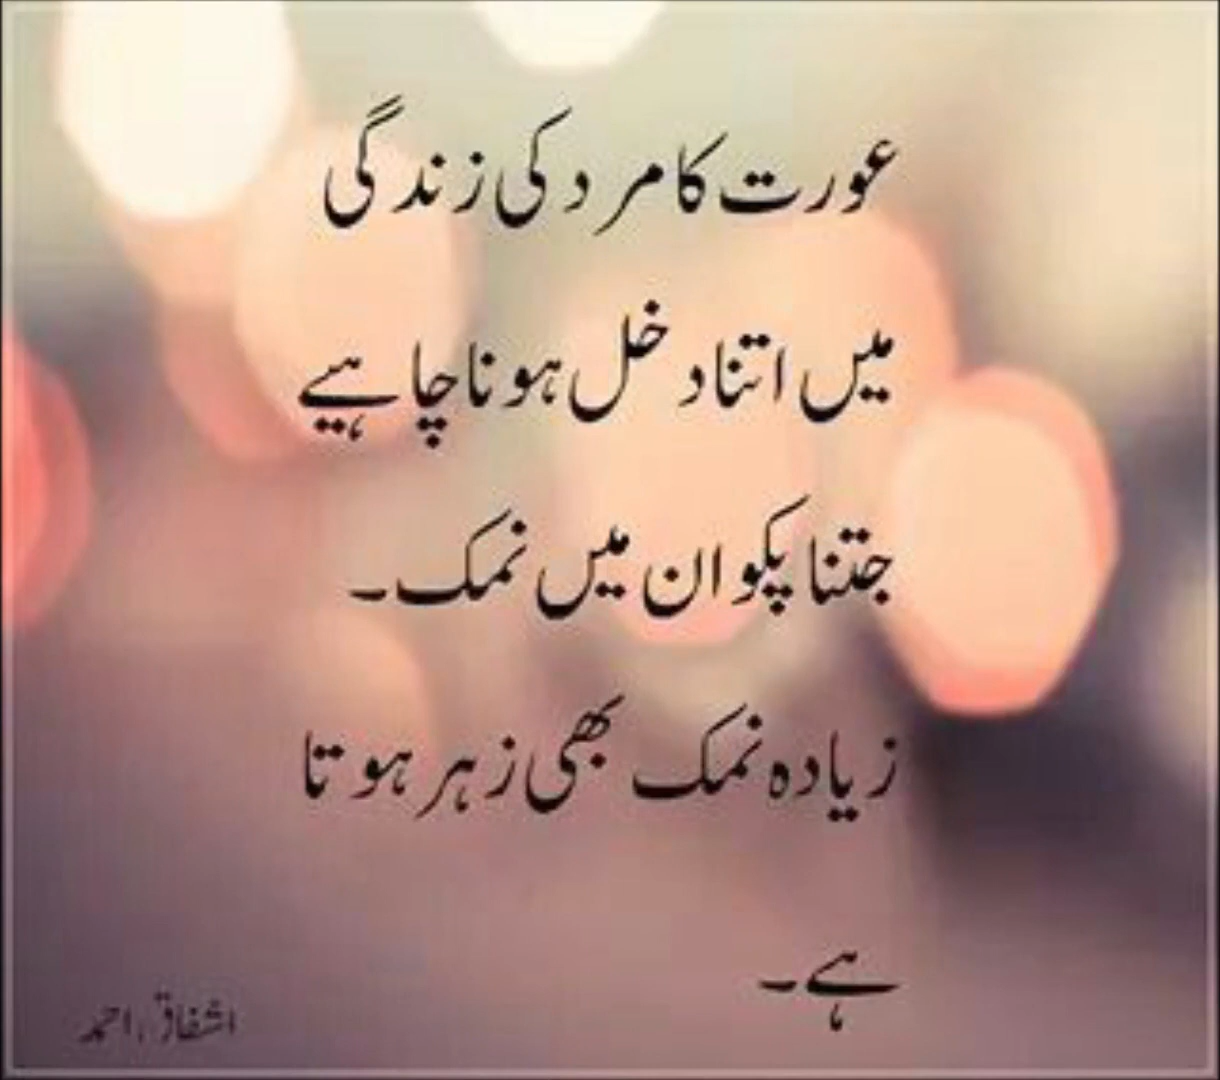 عورت کا مرد کی زندگی
میں اتنا دخل ہونا چاہیے
جتنا پکوان میں نمک۔
زیادہ نمک بھی زہر ہوتا
ہے۔
اشفاق احمد